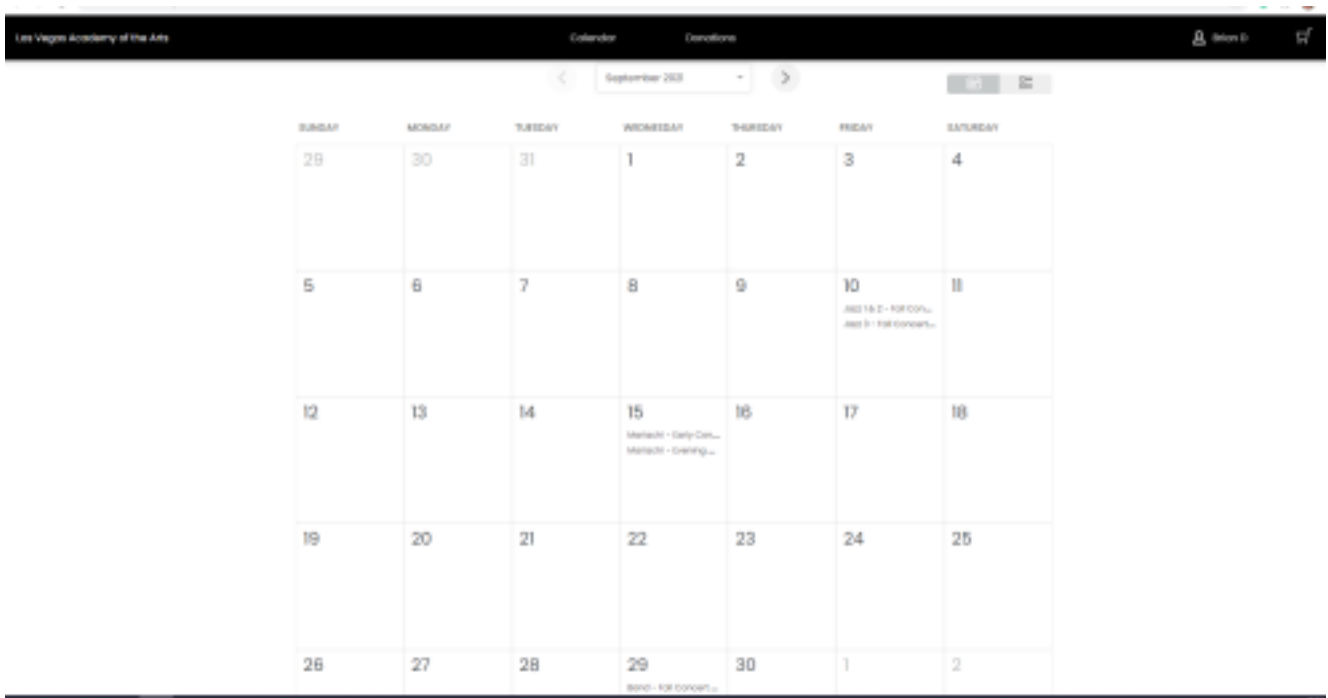 Las Vegas Academy of the Arts Calendar Donations Brian D
September 2021
SUNDAY MONDAY TUESDAY WEDNESDAY THURSDAY FRIDAY SATURDAY
29 30 31 1 2 3 4
5 6 7 8 9 10 11
Jazz 1 & 2 - Fall Con...
Jazz 3 - Fall Concert...
12 13 14 15 16 17 18
Mariachi - Early Con...
Mariachi - Evening...
19 20 21 22 23 24 25
26 27 28 29 30 1 2
Band - Fall Concert...